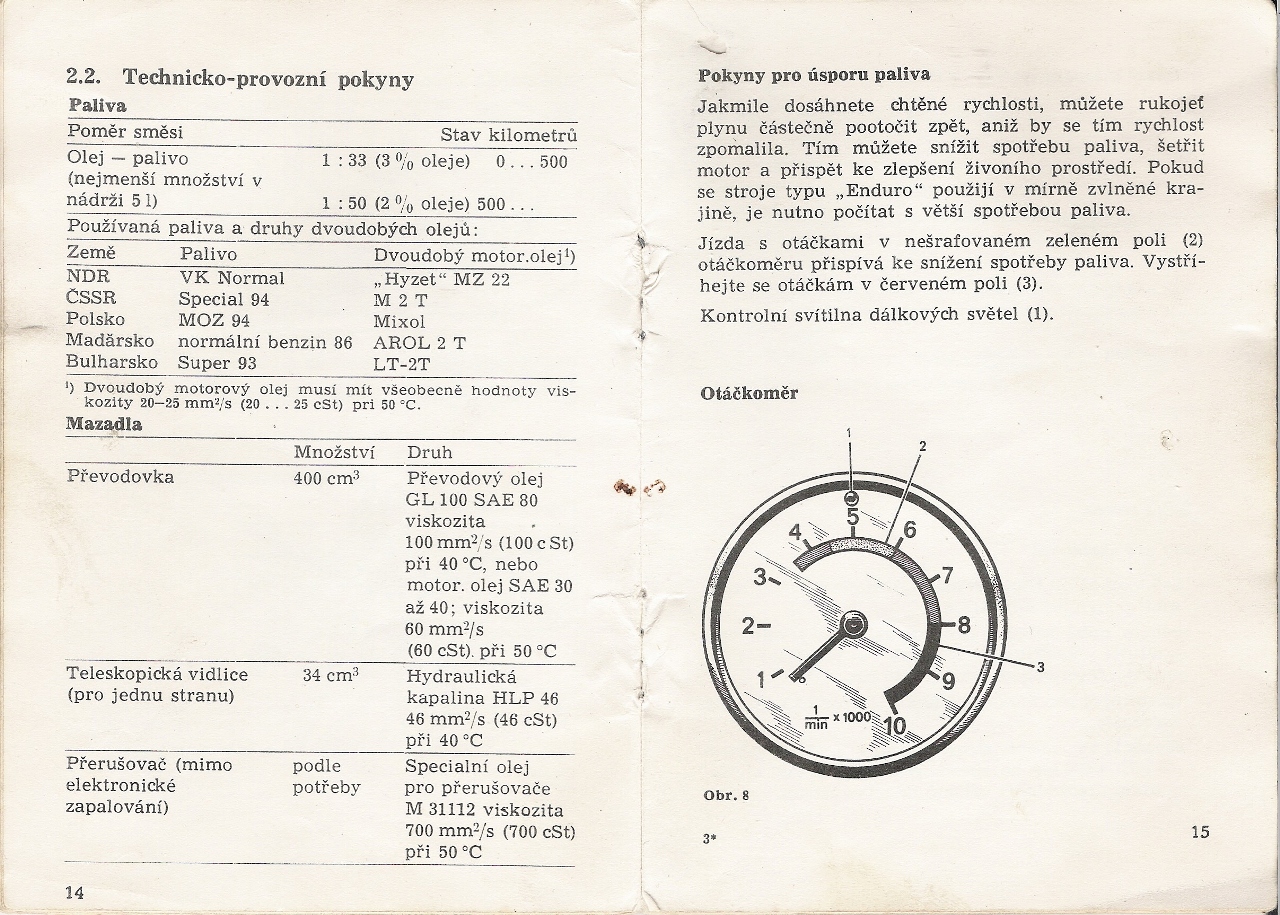 2.2. Technicko-provozní pokyny
Paliva
Poměr směsi Stav kilometrů
Olej — palivo 1 : 33 (3 % oleje) 0 . . . 500
(nejmenší množství v
nádrži 5 l) 1 : 50 (2 % oleje) 500 . . .
Používaná paliva a druhy dvoudobých olejů:
Země Palivo Dvoudobý motor.olej¹)
NDR VK Normal „Hyzet“ MZ 22
ČSSR Special 94 M 2 T
Polsko MOZ 94 Mixol
Maďarsko normální benzin 86 AROL 2 T
Bulharsko Super 93 LT-2T
¹) Dvoudobý motorový olej musí mít všeobecně hodnoty vis-
kozity 20—25 mm²/s (20 . . . 25 cSt) pri 50 °C.
Mazadla
Množství Druh
Převodovka 400 cm³ Převodový olej
GL 100 SAE 80
viskozita
100 mm²/s (100 c St)
při 40 °C, nebo
motor. olej SAE 30
až 40; viskozita
60 mm²/s
(60 cSt). při 50 °C
Teleskopická vidlice 34 cm³ Hydraulická
(pro jednu stranu) kapalina HLP 46
46 mm²/s (46 cSt)
při 40 °C
Přerušovač (mimo podle Specialní olej
elektronické potřeby pro přerušovače
zapalování) M 31112 viskozita
700 mm²/s (700 cSt)
při 50 °C
14
Pokyny pro úsporu paliva
Jakmile dosáhnete chtěné rychlosti, můžete rukojeť
plynu částečně pootočit zpět, aniž by se tím rychlost
zpomalila. Tím můžete snížit spotřebu paliva, šetřit
motor a přispět ke zlepšení živoního prostředí. Pokud
se stroje typu „Enduro“ použijí v mírně zvlněné kra-
jině, je nutno počítat s větší spotřebou paliva.
Jízda s otáčkami v nešrafovaném zeleném poli (2)
otáčkoměru přispívá ke snížení spotřeby paliva. Vystří-
hejte se otáčkám v červeném poli (3).
Kontrolní svítilna dálkových světel (1).
Otáčkoměr
1
2
5
4 6
3 7
2 8
3
1 9
1/min x 1000 10
Obr. 8
3* 15